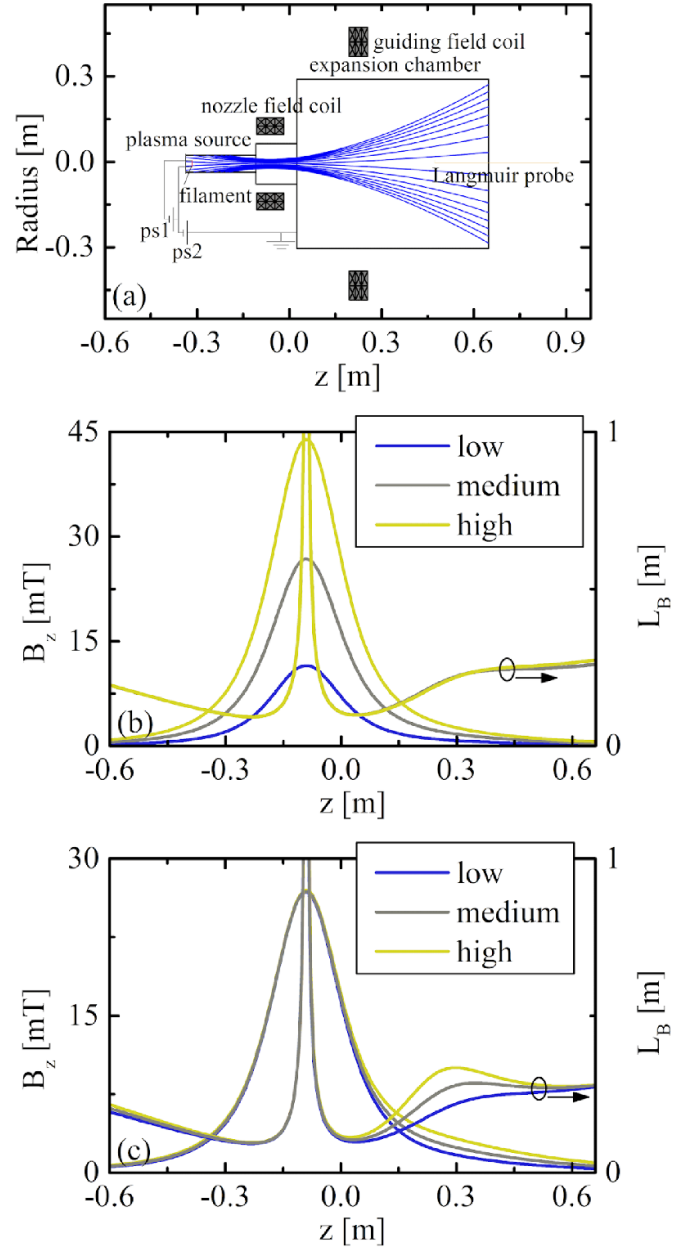 0.3
0.0
-0.3
Radius [m]
guiding field coil
expansion chamber
nozzle field coil
plasma source
Langmuir probe
filament
ps1
ps2
(a)
-0.6 -0.3 0.0 0.3 0.6 0.9
z [m]
45
30
15
0
B_z [mT]
low
medium
high
1
0
L_B [m]
(b)
-0.6 -0.3 0.0 0.3 0.6
z [m]
30
15
0
B_z [mT]
low
medium
high
1
0
L_B [m]
(c)
-0.6 -0.3 0.0 0.3 0.6
z [m]